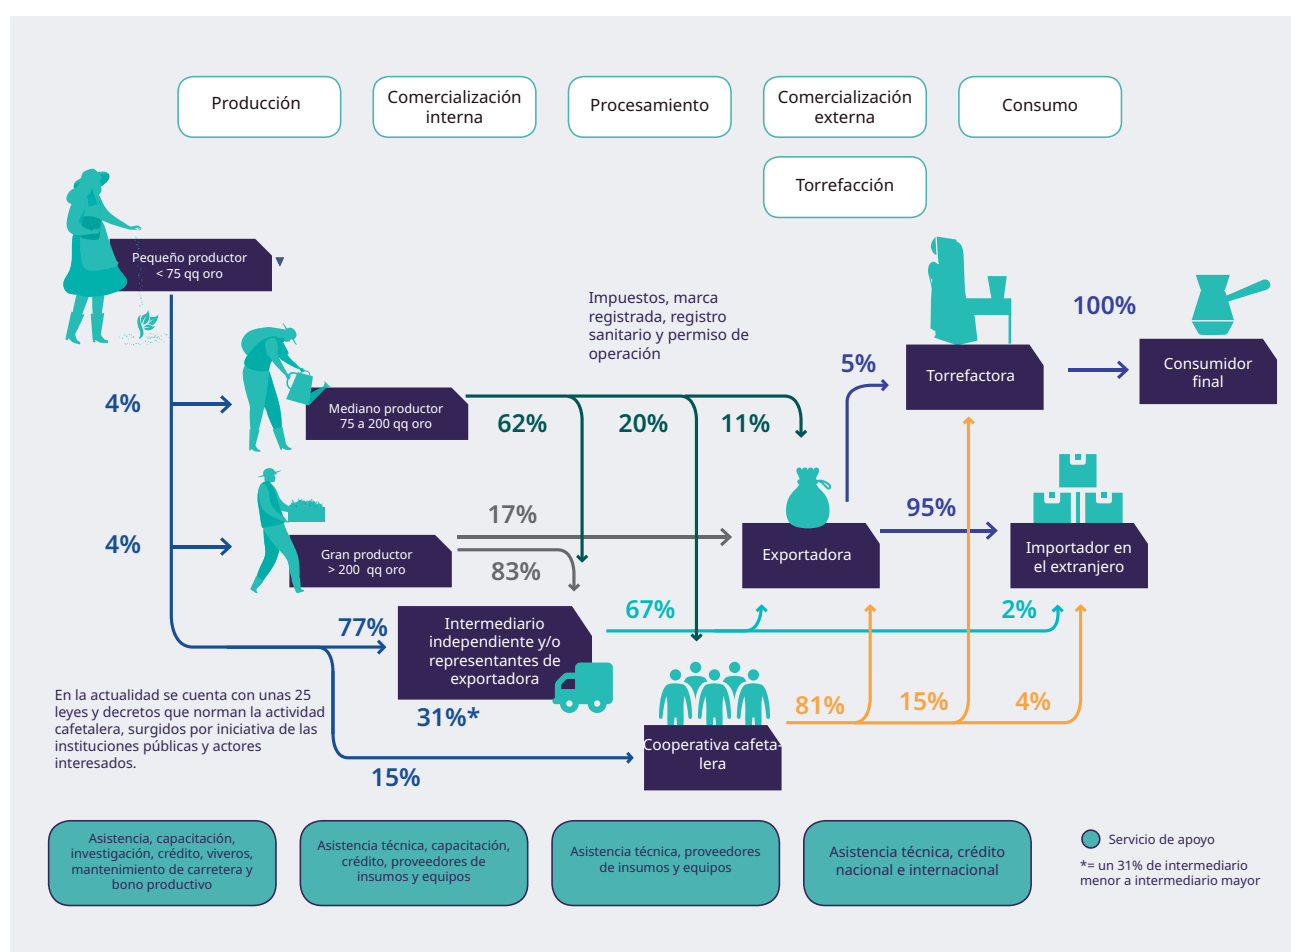 Producción
Comercialización
interna
Procesamiento
Comercialización
externa
Consumo
Torrefacción
Pequeño productor
< 75 qq oro
Impuestos, marca
registrada, registro
sanitario y permiso de
operación
100%
5%
Torrefactora
Consumidor
final
4%
Mediano productor
75 a 200 qq oro
62%
20%
11%
17%
95%
4%
Gran productor
> 200 qq oro
83%
Exportadora
Importador en
el extranjero
77%
Intermediario
independiente y/o
representantes de
exportadora
67%
2%
31%*
En la actualidad se cuenta con unas 25
leyes y decretos que norman la actividad
cafetalera, surgidos por iniciativa de las
instituciones públicas y actores
interesados.
81%
15%
4%
Cooperativa cafeta-
lera
15%
Asistencia, capacitación,
investigación, crédito, viveros,
mantenimiento de carretera y
bono productivo
Asistencia técnica, capacitación,
crédito, proveedores de
insumos y equipos
Asistencia técnica, proveedores
de insumos y equipos
Asistencia técnica, crédito
nacional e internacional
Servicio de apoyo
*= un 31% de intermediario
menor a intermediario mayor